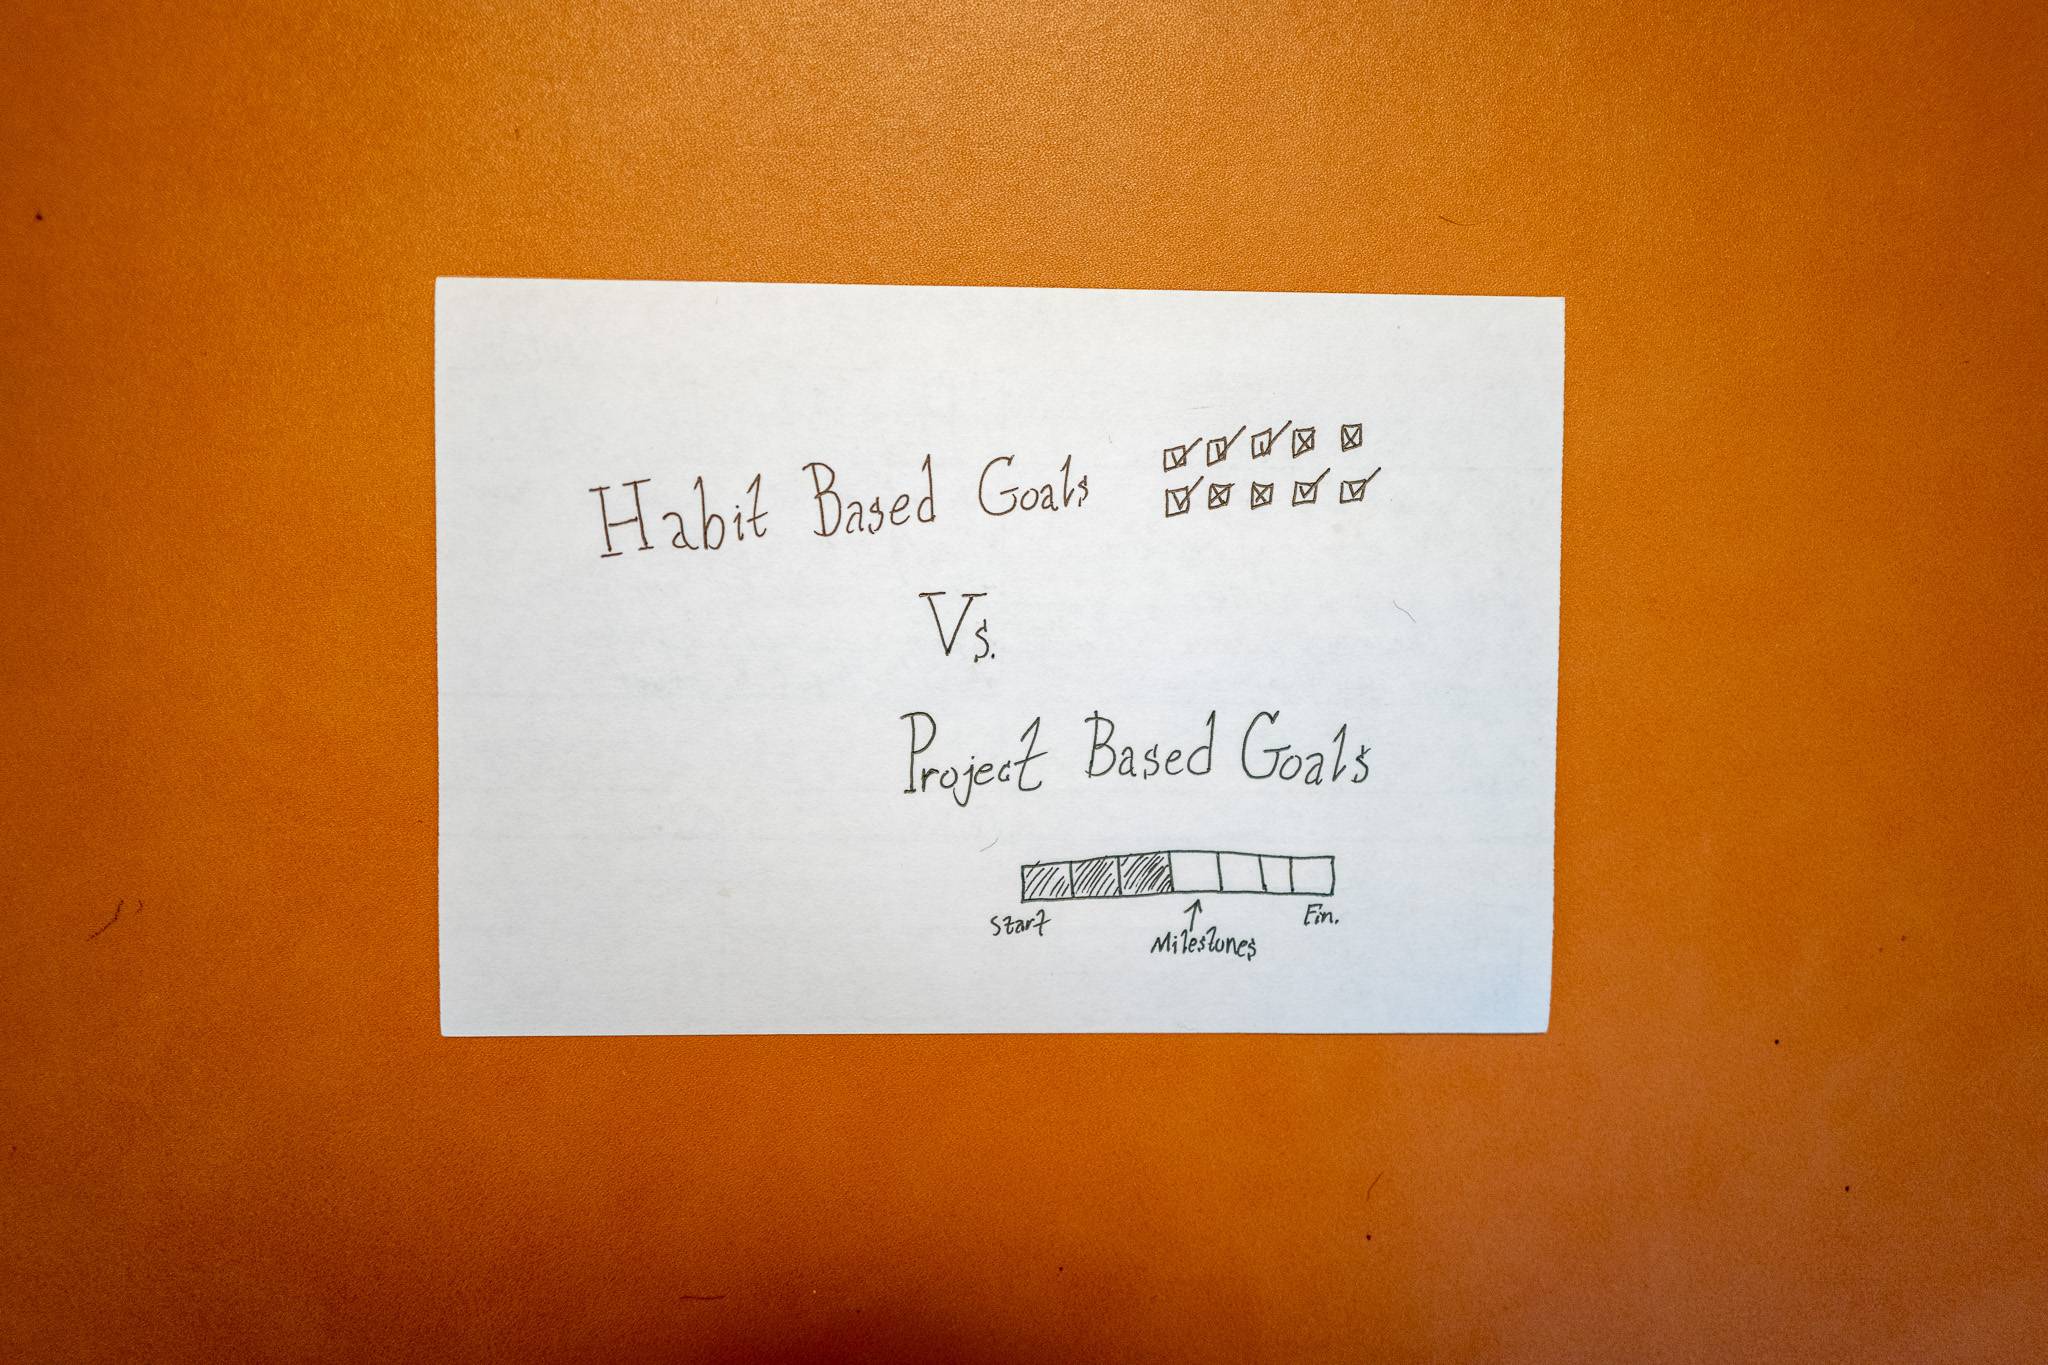 Habit Based Goals
Vs.
Project Based Goals
Start
Milestones
Fin.